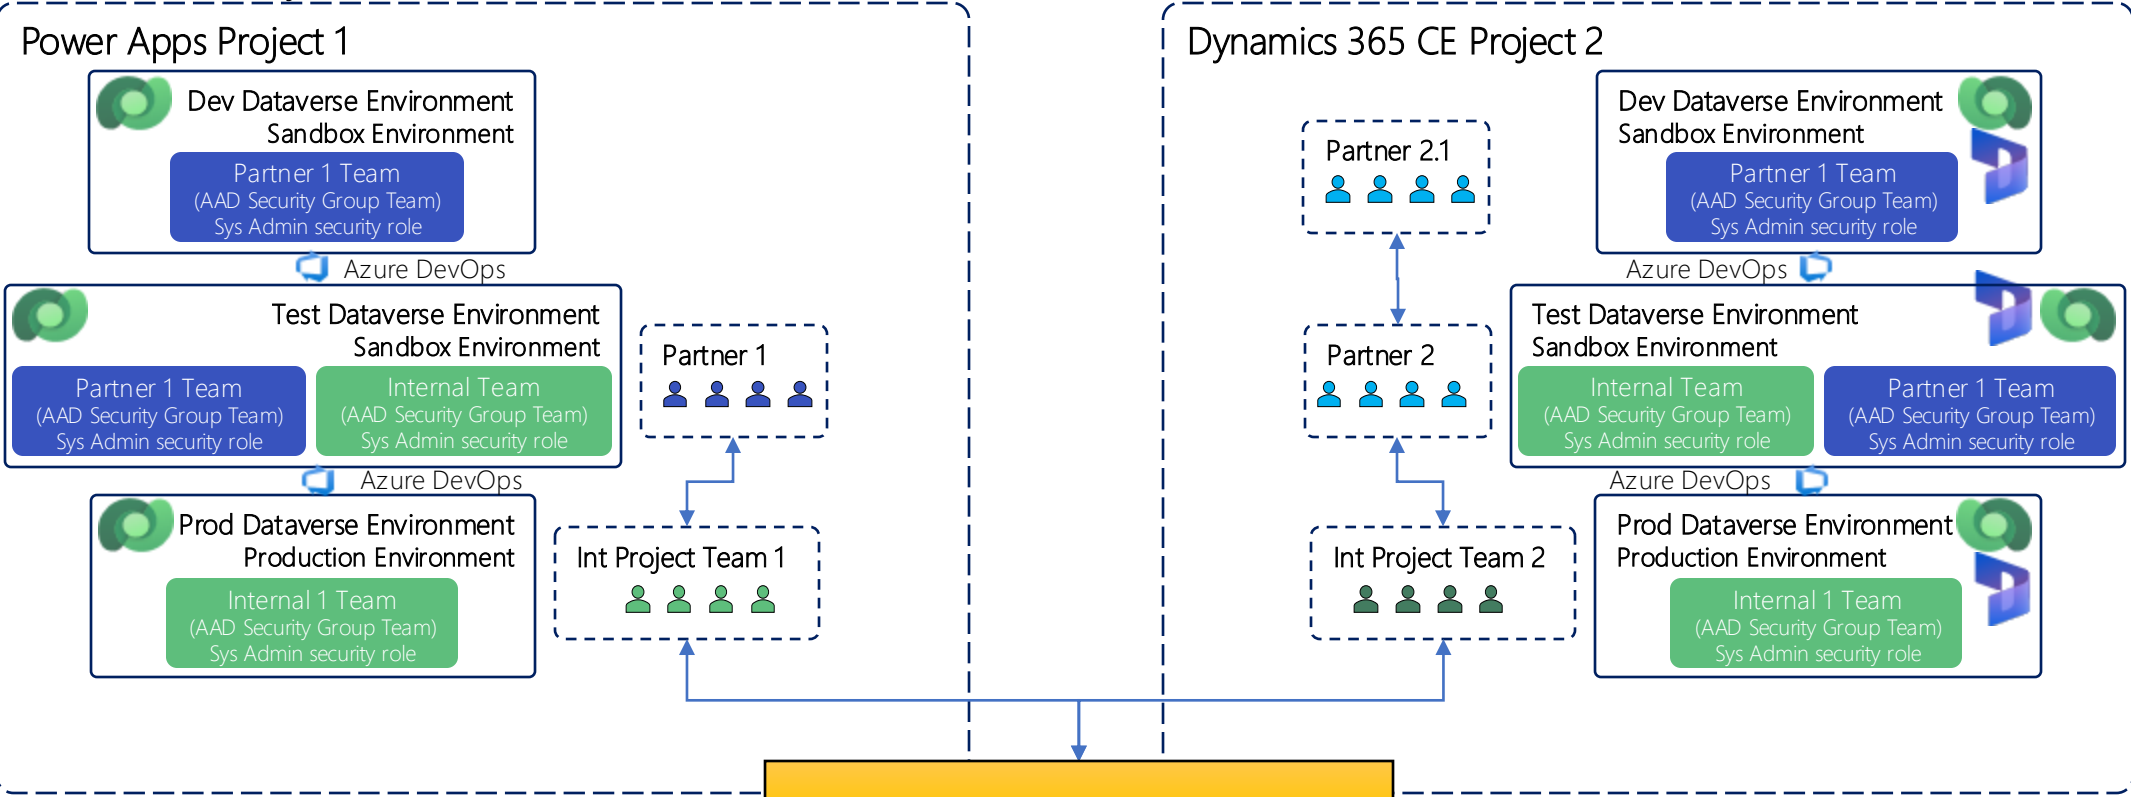 Power Apps Project 1
Dev Dataverse Environment
Sandbox Environment
Partner 1 Team
(AAD Security Group Team)
Sys Admin security role
Azure DevOps
Test Dataverse Environment
Sandbox Environment
Partner 1 Team
(AAD Security Group Team)
Sys Admin security role
Internal Team
(AAD Security Group Team)
Sys Admin security role
Azure DevOps
Prod Dataverse Environment
Production Environment
Internal 1 Team
(AAD Security Group Team)
Sys Admin security role
Partner 1
Int Project Team 1
Dynamics 365 CE Project 2
Partner 2.1
Partner 2
Int Project Team 2
Dev Dataverse Environment
Sandbox Environment
Partner 1 Team
(AAD Security Group Team)
Sys Admin security role
Azure DevOps
Test Dataverse Environment
Sandbox Environment
Internal Team
(AAD Security Group Team)
Sys Admin security role
Partner 1 Team
(AAD Security Group Team)
Sys Admin security role
Azure DevOps
Prod Dataverse Environment
Production Environment
Internal 1 Team
(AAD Security Group Team)
Sys Admin security role